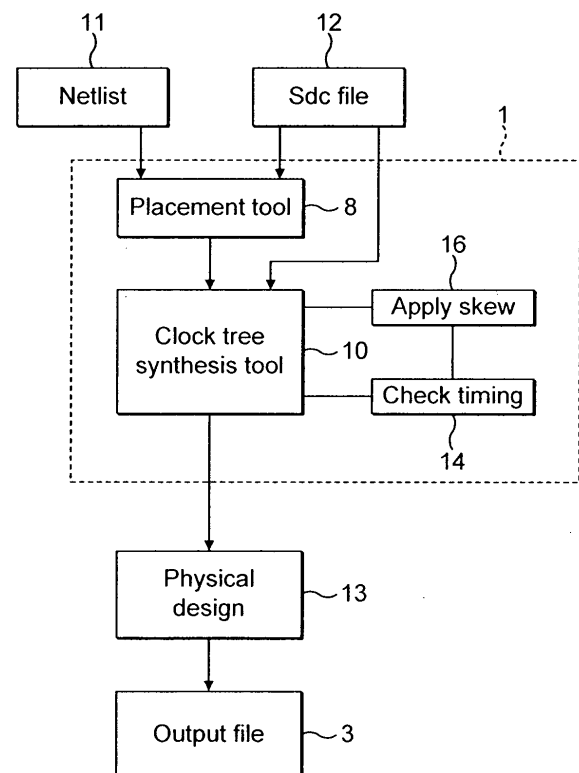 11
12
Netlist
Sdc file
1
Placement tool
8
16
Clock tree
synthesis tool
10
Apply skew
Check timing
14
Physical
design
13
Output file
3